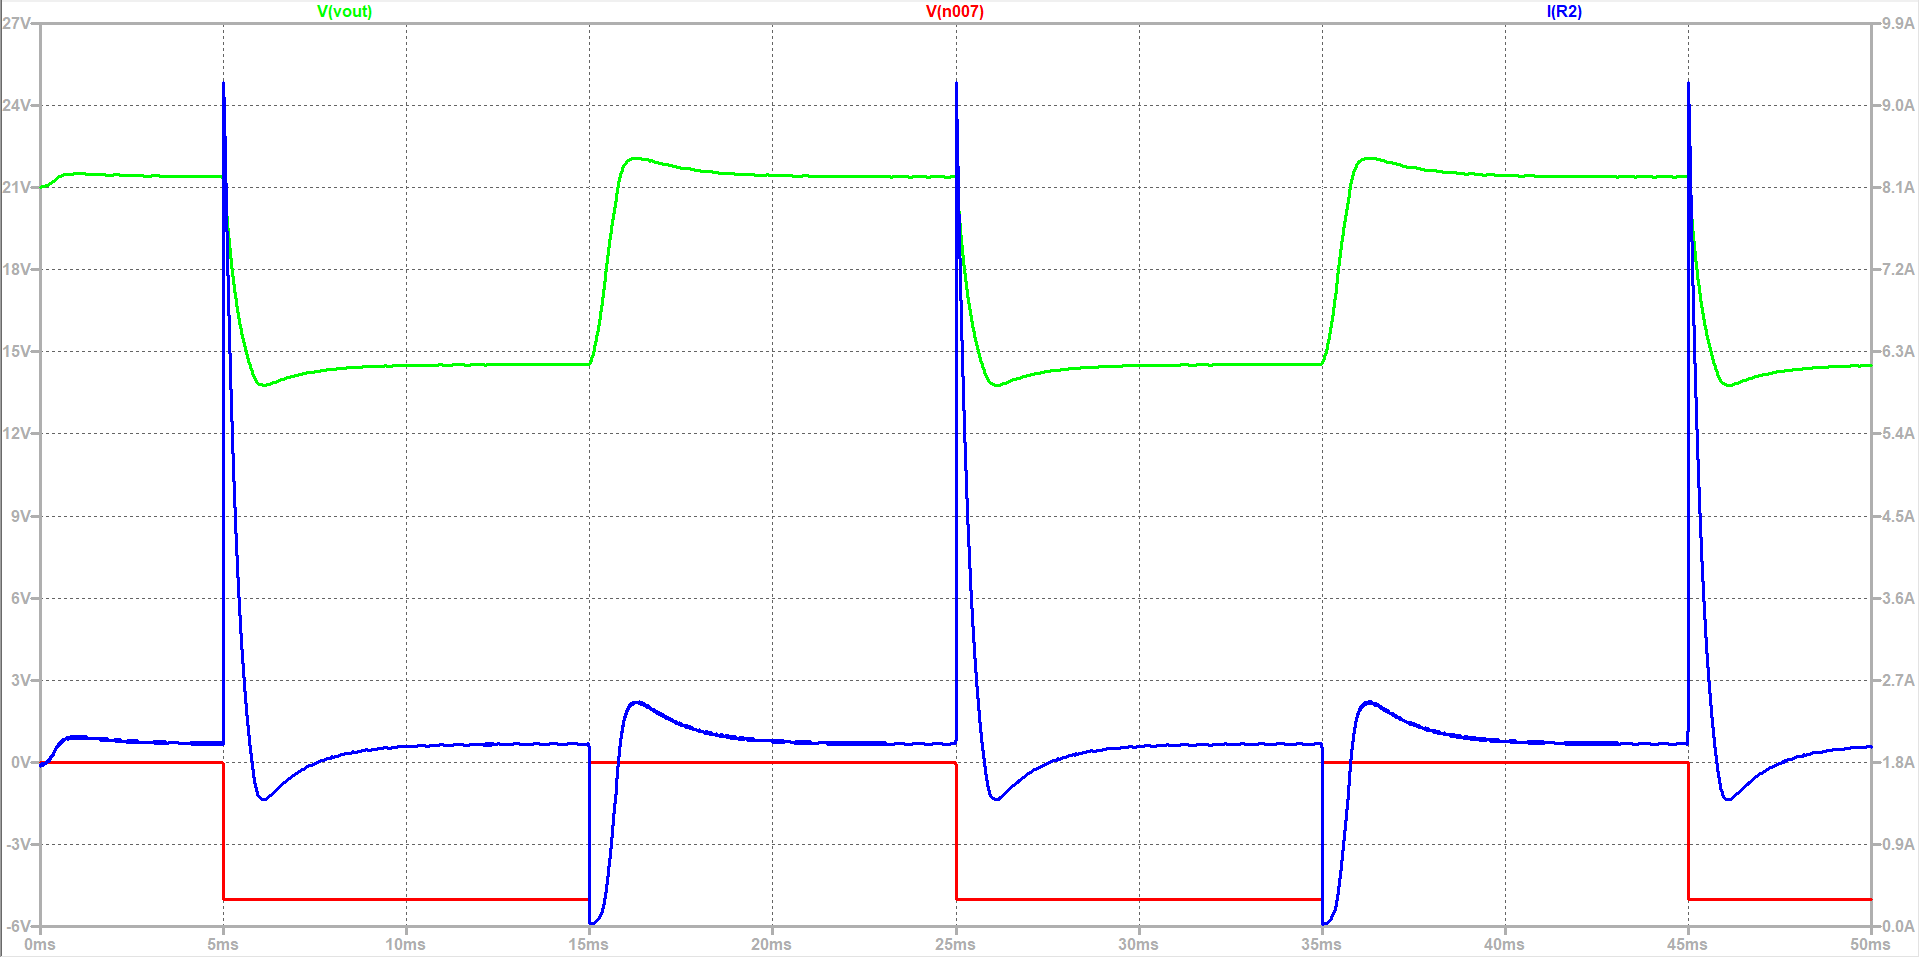 V(vout) V(n007) I(R2)
27V 9.9A
24V 9.0A
21V 8.1A
18V 7.2A
15V 6.3A
12V 5.4A
9V 4.5A
6V 3.6A
3V 2.7A
0V 1.8A
-3V 0.9A
-6V 0.0A
0ms 5ms 10ms 15ms 20ms 25ms 30ms 35ms 40ms 45ms 50ms